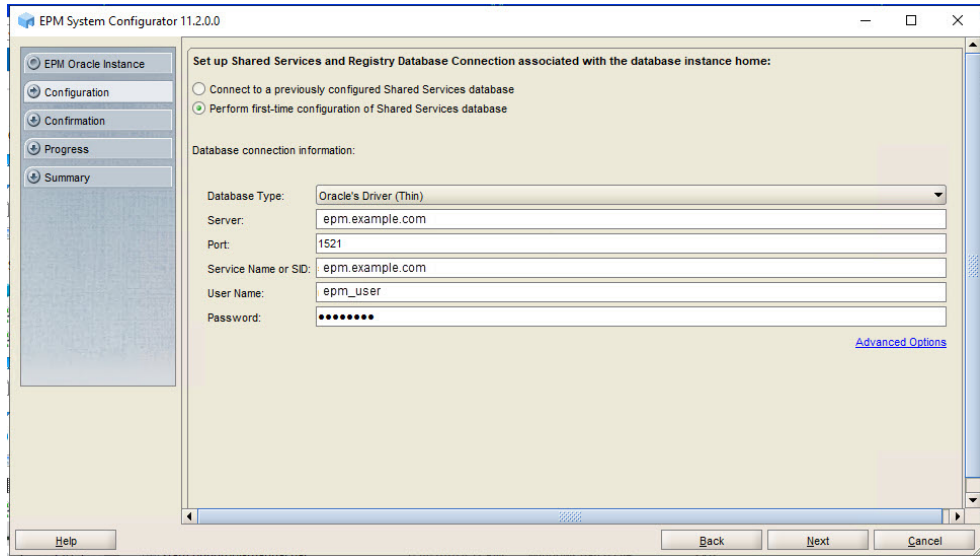 EPM System Configurator 11.2.0.0
EPM Oracle Instance
Configuration
Confirmation
Progress
Summary
Set up Shared Services and Registry Database Connection associated with the database instance home:
Connect to a previously configured Shared Services database
Perform first-time configuration of Shared Services database
Database connection information:
Database Type: Oracle's Driver (Thin)
Server: epm.example.com
Port: 1521
Service Name or SID: epm.example.com
User Name: epm_user
Password: ●●●●●●●●
Advanced Options
Help Back Next Cancel